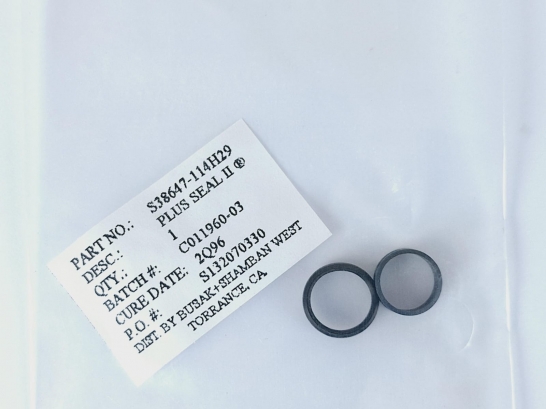 PART NO.: S38647-114H29
DESC.: PLUS SEAL II ®
QTY.: 1
BATCH #: C011960-03
CURE DATE: 2Q96
P.O. #: S132070330
DIST. BY BUSAK+SHAMBAN WEST
TORRANCE, CA